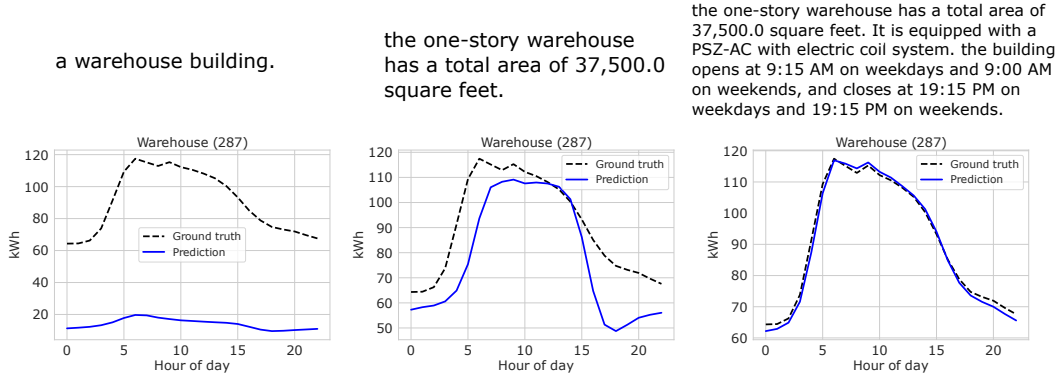 a warehouse building.
the one-story warehouse
has a total area of 37,500.0
square feet.
the one-story warehouse has a total area of
37,500.0 square feet. It is equipped with a
PSZ-AC with electric coil system. the building
opens at 9:15 AM on weekdays and 9:00 AM
on weekends, and closes at 19:15 PM on
weekdays and 19:15 PM on weekends.
Warehouse (287)
120
100
80
60
40
20
kWh
Ground truth
Prediction
0 5 10 15 20
Hour of day
Warehouse (287)
120
110
100
90
80
70
60
50
kWh
Ground truth
Prediction
0 5 10 15 20
Hour of day
Warehouse (287)
120
110
100
90
80
70
60
kWh
Ground truth
Prediction
0 5 10 15 20
Hour of day